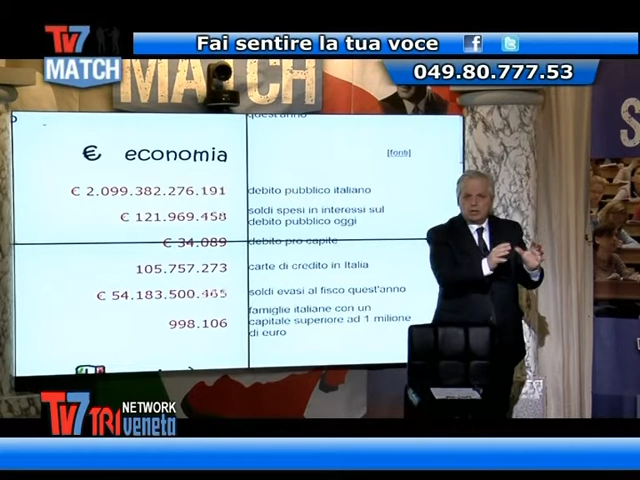 Tv7
MATCH
Fai sentire la tua voce
049.80.777.53
MATCH
quest'anno
€ economia
[fonti]
€ 2.099.382.276.191 debito pubblico italiano
€ 121.969.458 soldi spesi in interessi sul
debito pubblico oggi
€ 34.089 debito pro capite
105.757.273 carte di credito in Italia
€ 54.183.500.465 soldi evasi al fisco quest'anno
998.106 famiglie italiane con un
capitale superiore ad 1 milione
di euro
S
Tv7 TRI NETWORK
veneta